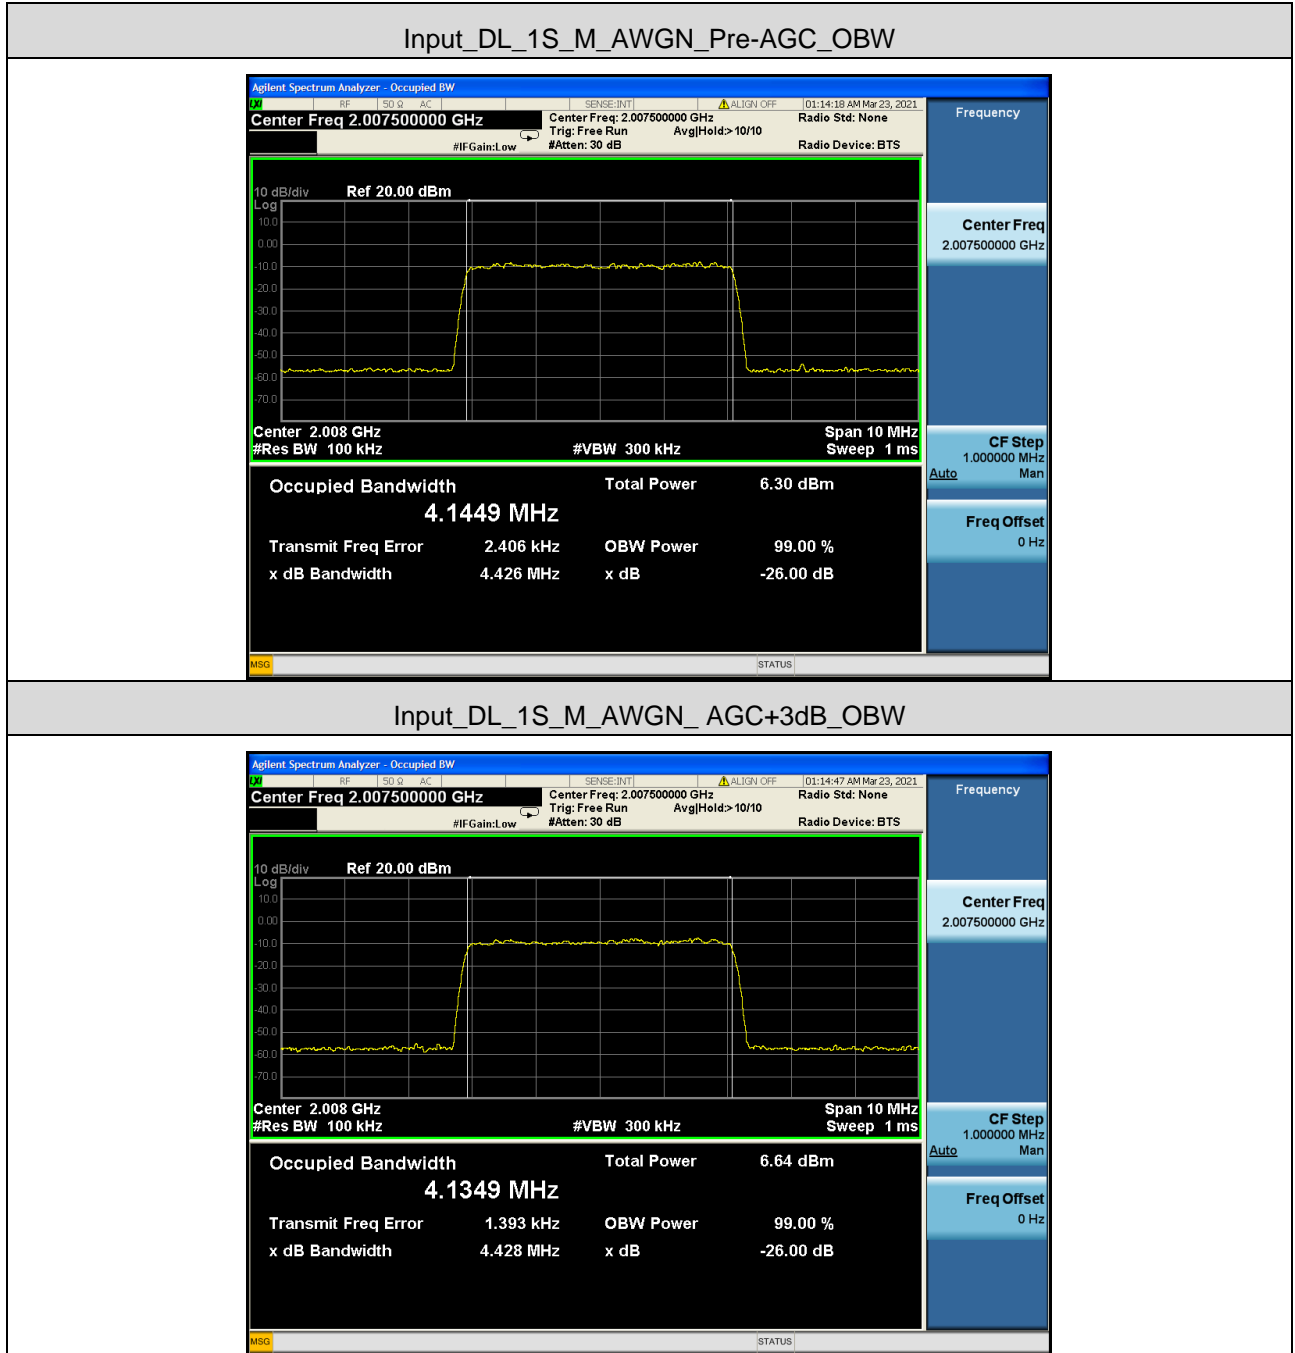 Input_DL_1S_M_AWGN_Pre-AGC_OBW
Agilent Spectrum Analyzer - Occupied BW
LXI RF 50 Ω AC SENSE:INT ALIGN OFF 01:14:18 AM Mar 23, 2021
Center Freq 2.007500000 GHz
Center Freq: 2.007500000 GHz
Radio Std: None
Trig: Free Run Avg|Hold:>10/10
#IFGain:Low
#Atten: 30 dB
Radio Device: BTS
10 dB/div Ref 20.00 dBm
Log
10.0
0.00
-10.0
-20.0
-30.0
-40.0
-50.0
-60.0
-70.0
Center 2.008 GHz Span 10 MHz
#Res BW 100 kHz #VBW 300 kHz Sweep 1 ms
Occupied Bandwidth Total Power 6.30 dBm
4.1449 MHz
Transmit Freq Error 2.406 kHz OBW Power 99.00 %
x dB Bandwidth 4.426 MHz x dB -26.00 dB
Frequency
Center Freq
2.007500000 GHz
CF Step
1.000000 MHz
Auto Man
Freq Offset
0 Hz
MSG STATUS
Input_DL_1S_M_AWGN_ AGC+3dB_OBW
Agilent Spectrum Analyzer - Occupied BW
LXI RF 50 Ω AC SENSE:INT ALIGN OFF 01:14:47 AM Mar 23, 2021
Center Freq 2.007500000 GHz
Center Freq: 2.007500000 GHz
Radio Std: None
Trig: Free Run Avg|Hold:>10/10
#IFGain:Low
#Atten: 30 dB
Radio Device: BTS
10 dB/div Ref 20.00 dBm
Log
10.0
0.00
-10.0
-20.0
-30.0
-40.0
-50.0
-60.0
-70.0
Center 2.008 GHz Span 10 MHz
#Res BW 100 kHz #VBW 300 kHz Sweep 1 ms
Occupied Bandwidth Total Power 6.64 dBm
4.1349 MHz
Transmit Freq Error 1.393 kHz OBW Power 99.00 %
x dB Bandwidth 4.428 MHz x dB -26.00 dB
Frequency
Center Freq
2.007500000 GHz
CF Step
1.000000 MHz
Auto Man
Freq Offset
0 Hz
MSG STATUS